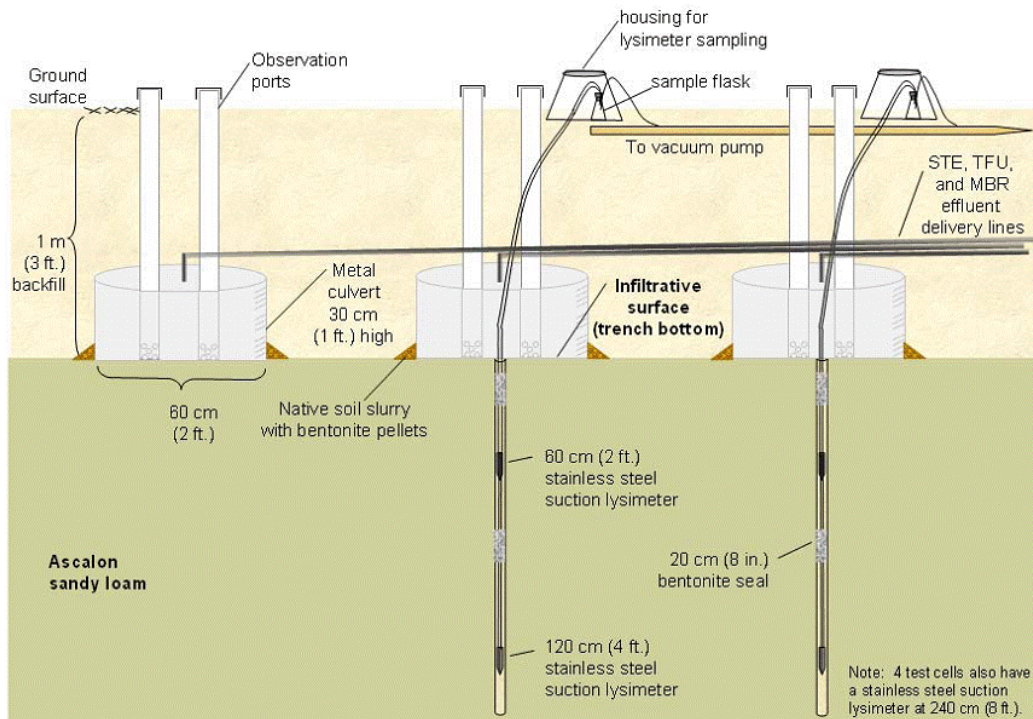 housing for
lysimeter sampling
Observation
ports
Ground
surface
sample flask
To vacuum pump
STE, TFU,
and MBR
effluent
delivery lines
1 m
(3 ft.)
backfill
Metal
culvert
30 cm
(1 ft.) high
Infiltrative
surface
(trench bottom)
60 cm
(2 ft.)
Native soil slurry
with bentonite pellets
60 cm (2 ft.)
stainless steel
suction lysimeter
Ascalon
sandy loam
20 cm (8 in.)
bentonite seal
120 cm (4 ft.)
stainless steel
suction lysimeter
Note: 4 test cells also have
a stainless steel suction
lysimeter at 240 cm (8 ft.).